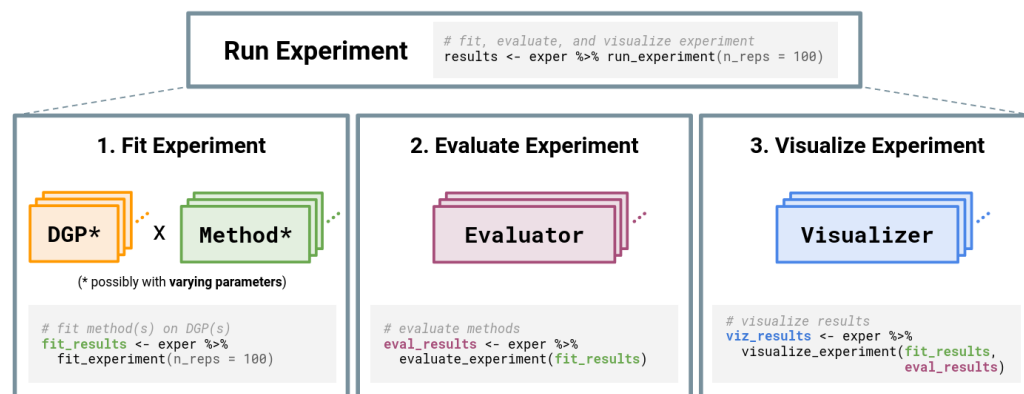 Run Experiment
# fit, evaluate, and visualize experiment
results <- exper %>% run_experiment(n_reps = 100)
1. Fit Experiment
DGP*
x
Method*
(* possibly with varying parameters)
# fit method(s) on DGP(s)
fit_results <- exper %>%
fit_experiment(n_reps = 100)
2. Evaluate Experiment
Evaluator
# evaluate methods
eval_results <- exper %>%
evaluate_experiment(fit_results)
3. Visualize Experiment
Visualizer
# visualize results
viz_results <- exper %>%
visualize_experiment(fit_results,
eval_results)